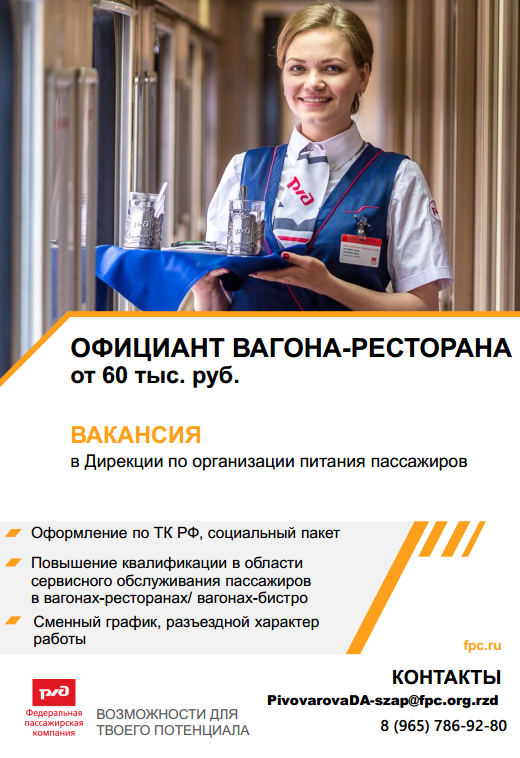 ржд
ОФИЦИАНТ ВАГОНА-РЕСТОРАНА
от 60 тыс. руб.
ВАКАНСИЯ
в Дирекции по организации питания пассажиров
Оформление по ТК РФ, социальный пакет
Повышение квалификации в области
сервисного обслуживания пассажиров
в вагонах-ресторанах/ вагонах-бистро
Сменный график, разъездной характер
работы
fpc.ru
КОНТАКТЫ
PivovarovaDA-szap@fpc.org.rzd
8 (965) 786-92-80
ржд
Федеральная
пассажирская
компания
ВОЗМОЖНОСТИ ДЛЯ
ТВОЕГО ПОТЕНЦИАЛА